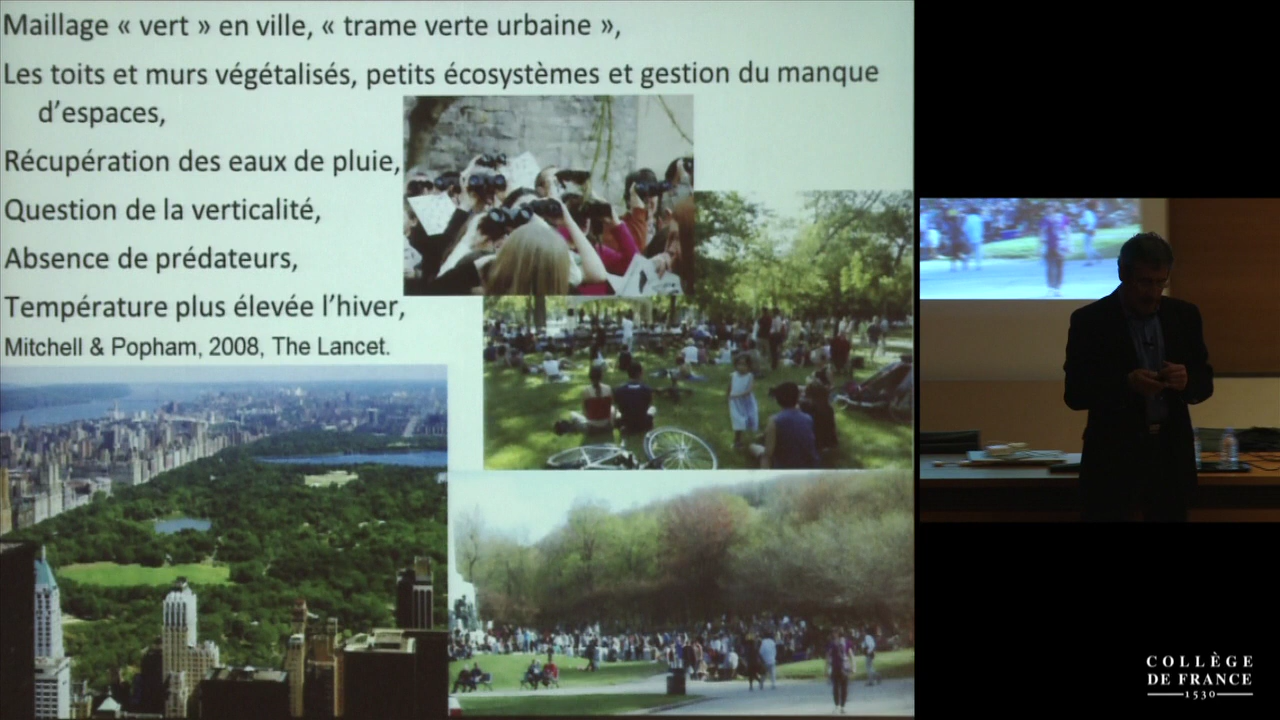 Maillage « vert » en ville, « trame verte urbaine »,
Les toits et murs végétalisés, petits écosystèmes et gestion du manque
d’espaces,
Récupération des eaux de pluie,
Question de la verticalité,
Absence de prédateurs,
Température plus élevée l’hiver,
Mitchell & Popham, 2008, The Lancet.
COLLÈGE
DE FRANCE
1530